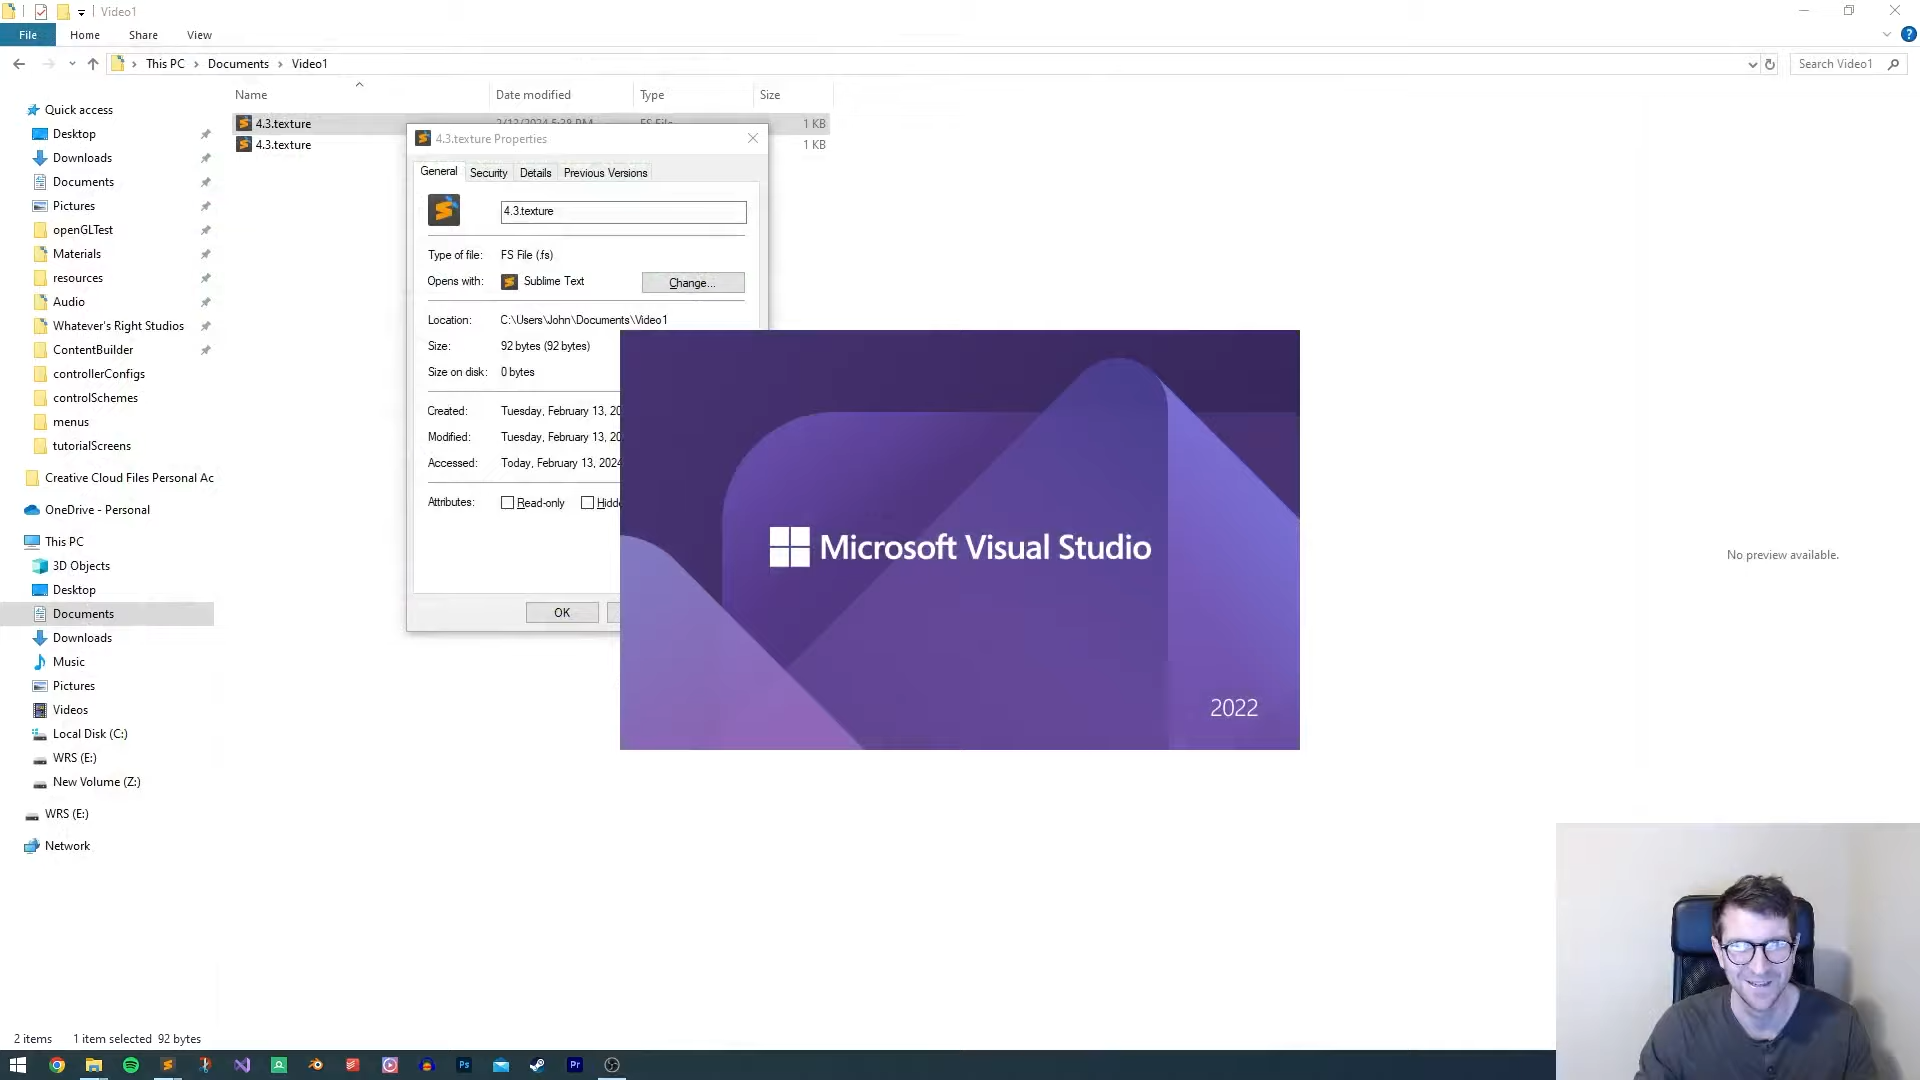 Video1
File
Home
Share
View
This PC
Documents
Video1
Search Video1
Name
Date modified
Type
Size
4.3.texture
1 KB
4.3.texture
1 KB
Quick access
Desktop
Downloads
Documents
Pictures
openGLTest
Materials
resources
Audio
Whatever's Right Studios
ContentBuilder
controllerConfigs
controlSchemes
menus
tutorialScreens
Creative Cloud Files Personal Ac
OneDrive - Personal
This PC
3D Objects
Desktop
Documents
Downloads
Music
Pictures
Videos
Local Disk (C:)
WRS (E:)
New Volume (Z:)
WRS (E:)
Network
4.3.texture Properties
General
Security
Details
Previous Versions
4.3.texture
Type of file: FS File (.fs)
Opens with: Sublime Text
Change...
Location: C:\Users\John\Documents\Video1
Size: 92 bytes (92 bytes)
Size on disk: 0 bytes
Created: Tuesday, February 13, 20
Modified: Tuesday, February 13, 20
Accessed: Today, February 13, 2024
Attributes: Read-only
Hidd
OK
Microsoft Visual Studio
2022
No preview available.
2 items
1 item selected 92 bytes
Ps
Pr